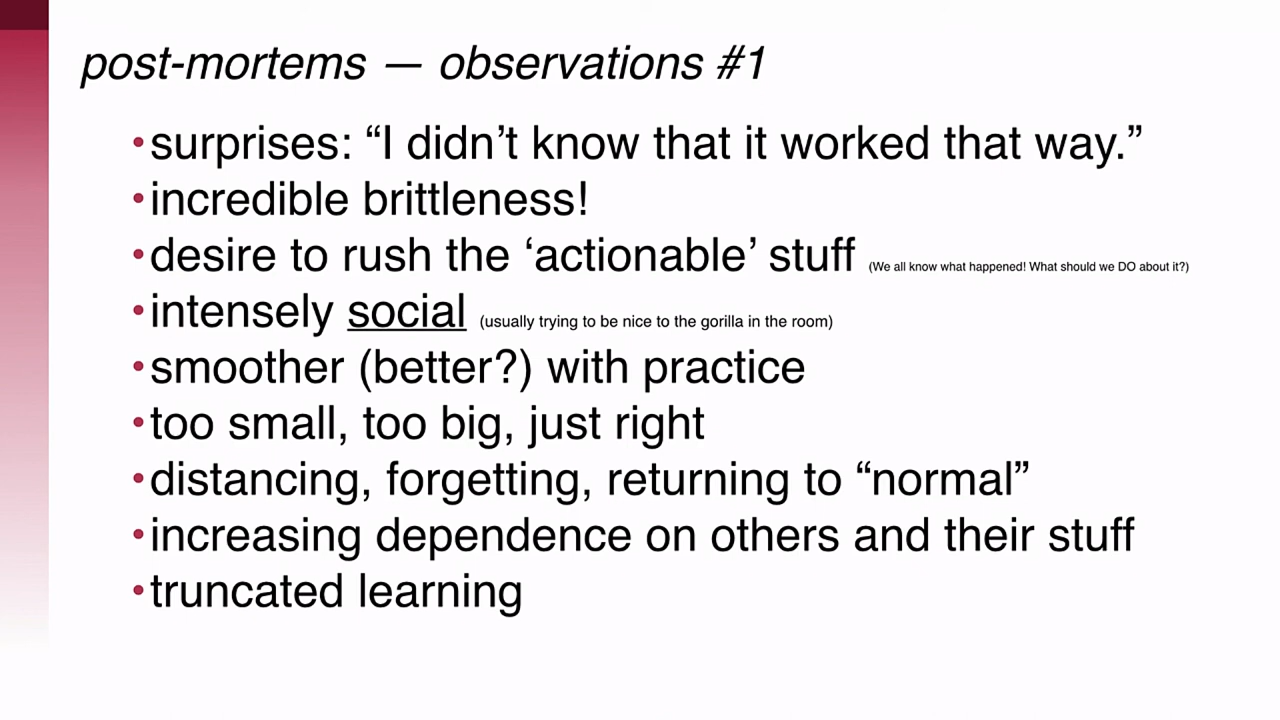 post-mortems — observations #1
•surprises: “I didn’t know that it worked that way.”
•incredible brittleness!
•desire to rush the ‘actionable’ stuff (We all know what happened! What should we DO about it?)
•intensely social (usually trying to be nice to the gorilla in the room)
•smoother (better?) with practice
•too small, too big, just right
•distancing, forgetting, returning to “normal”
•increasing dependence on others and their stuff
•truncated learning